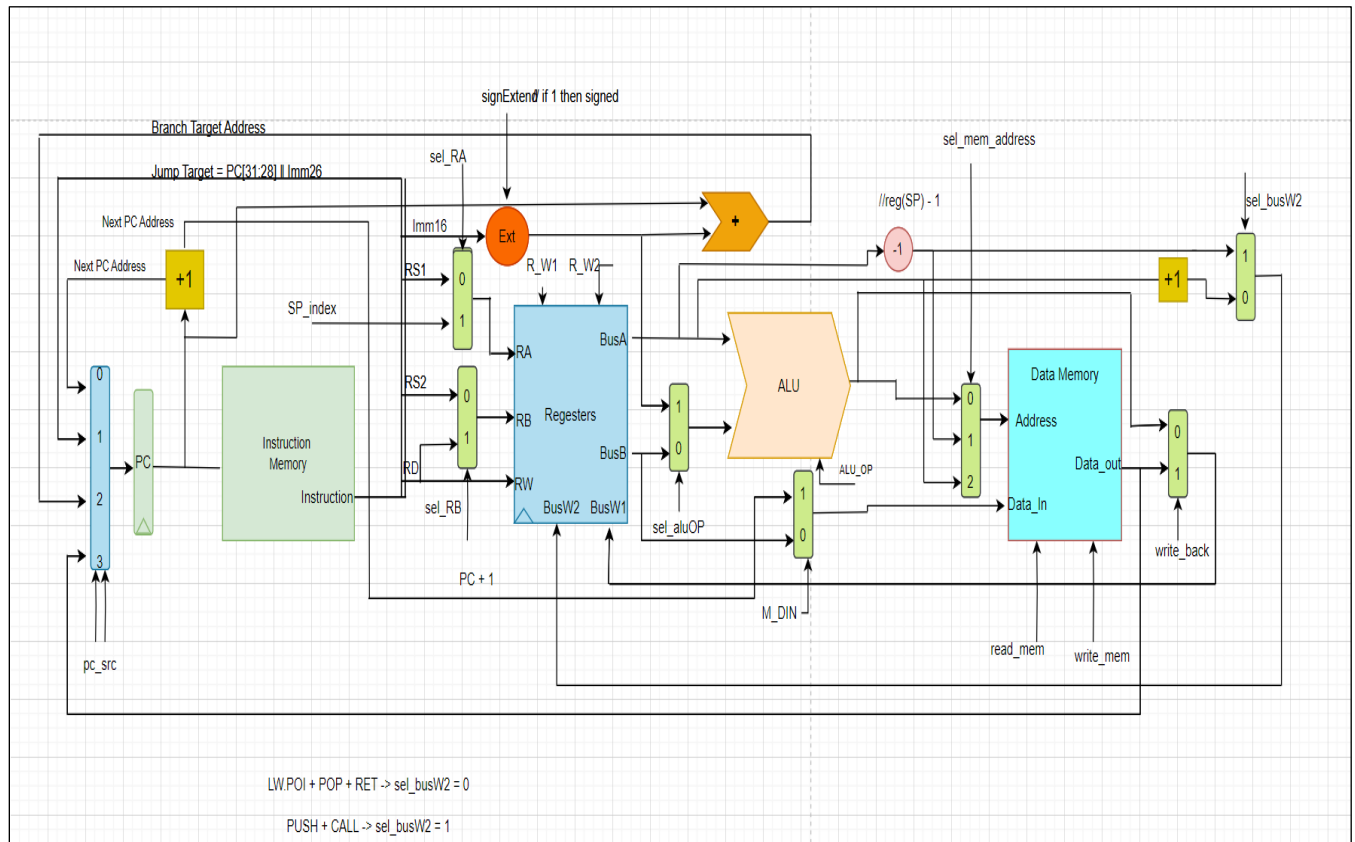 signExtend// if 1 then signed
Branch Target Address
sel_RA
sel_mem_address
Jump Target = PC[31:28] || Imm26
//reg(SP) - 1
sel_busW2
Next PC Address
Imm16
Ext
+
-1
1
0
Next PC Address
+1
RS1
0
1
R_W1
R_W2
+1
SP_index
BusA
RA
ALU
Data Memory
0
1
2
3
RS2
0
1
RB
Regesters
1
0
0
1
2
Address
0
1
PC
Instruction
Memory
BusB
Data_out
RD
RW
ALU_OP
Instruction
BusW2
BusW1
1
0
Data_In
sel_RB
sel_aluOP
write_back
PC + 1
M_DIN
read_mem
write_mem
pc_src
LW.POI + POP + RET -> sel_busW2 = 0
PUSH + CALL -> sel_busW2 = 1